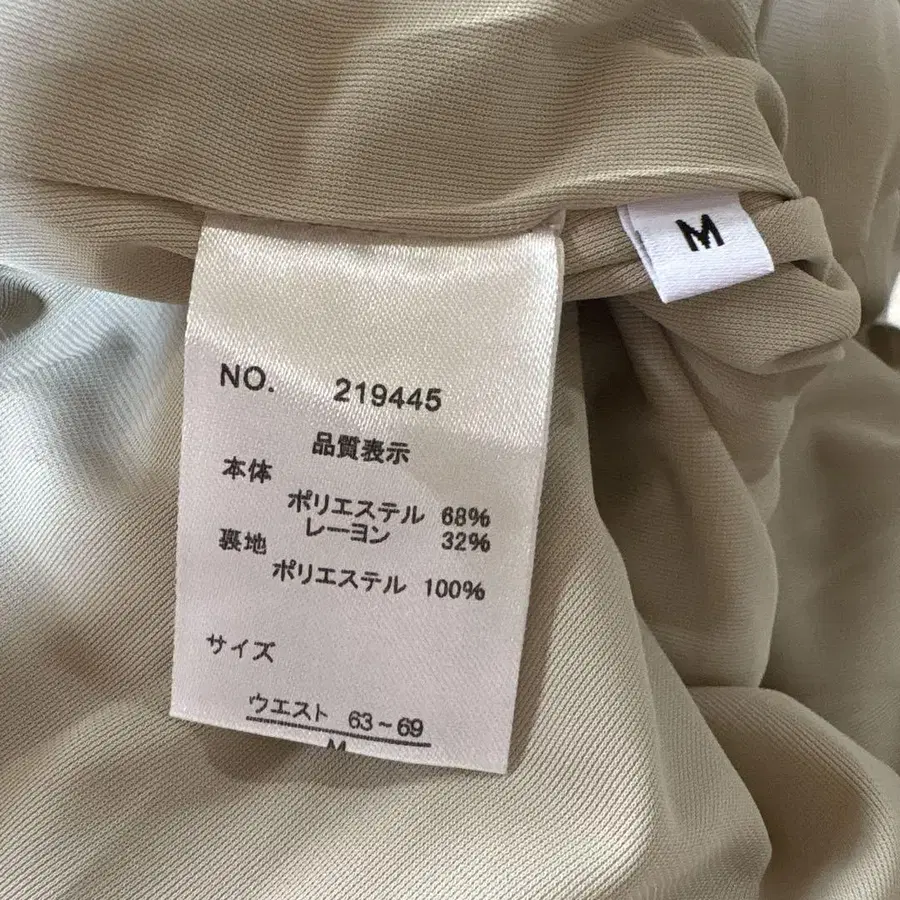 M
NO. 219445
品質表示
本体
ポリエステル 68%
レーヨン 32%
裏地
ポリエステル 100%
サイズ
ウエスト 63~69
M